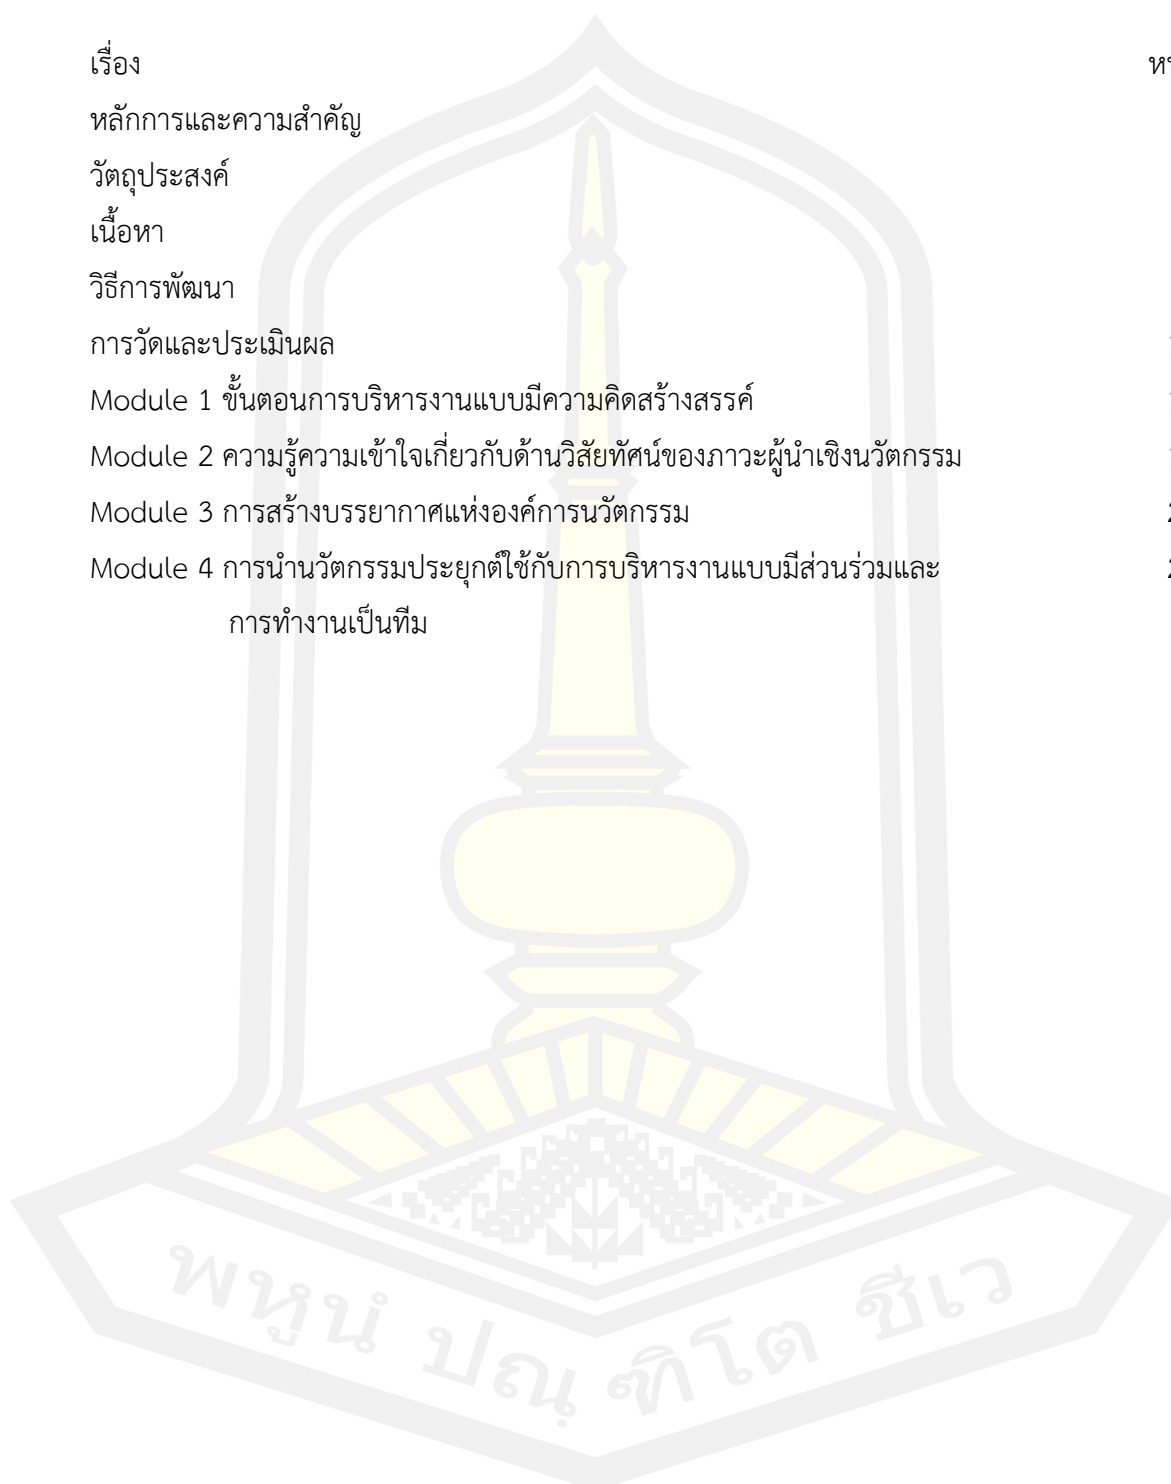 เรื่อง
หลักการและความสำคัญ
วัตถุประสงค์
เนื้อหา
วิธีการพัฒนา
การวัดและประเมินผล
Module 1 ขั้นตอนการบริหารงานแบบมีความคิดสร้างสรรค์
Module 2 ความรู้ความเข้าใจเกี่ยวกับด้านวิสัยทัศน์ของภาวะผู้นำเชิงนวัตกรรม
Module 3 การสร้างบรรยากาศแห่งองค์การนวัตกรรม
Module 4 การนำนวัตกรรมประยุกต์ใช้กับการบริหารงานแบบมีส่วนร่วมและ
การทำงานเป็นทีม
พหูนํ ปณฺฑิโต ชีเว